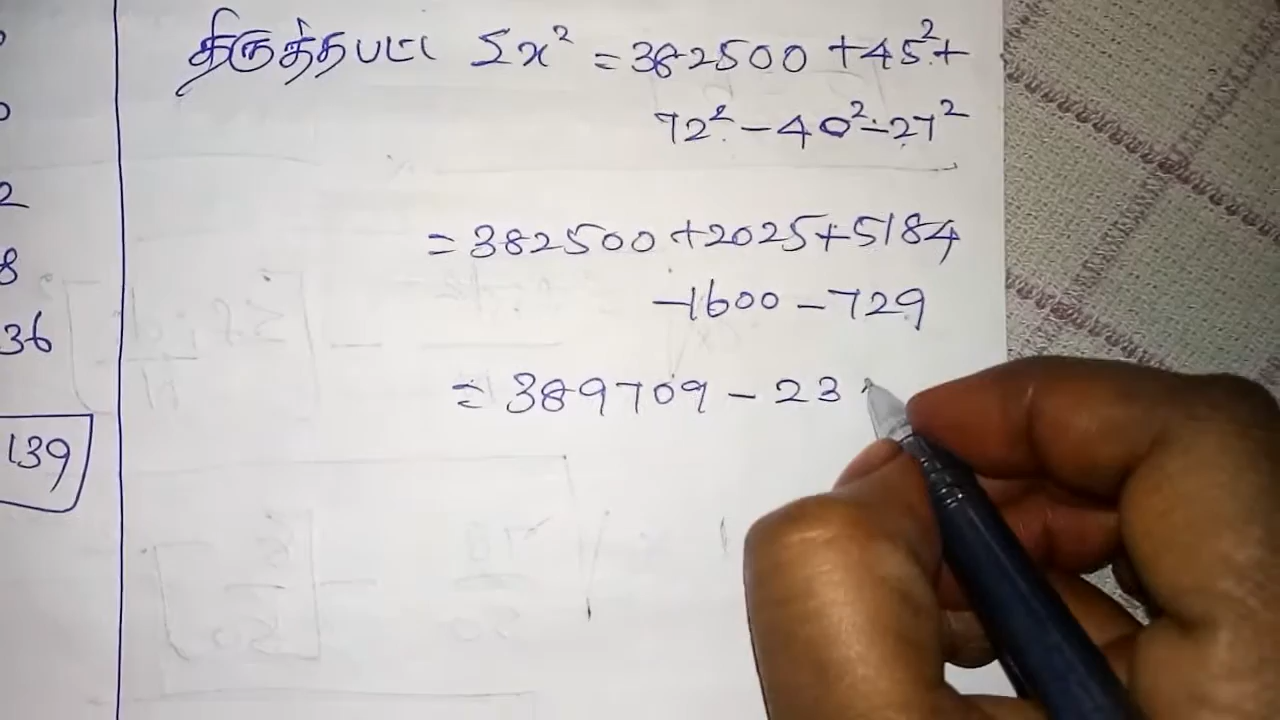 திருத்தபட்ட Σx² = 382500 + 45² +
72² - 40² - 27²
= 382500 + 2025 + 5184
- 1600 - 729
= 389709 - 23
2
8
36
139